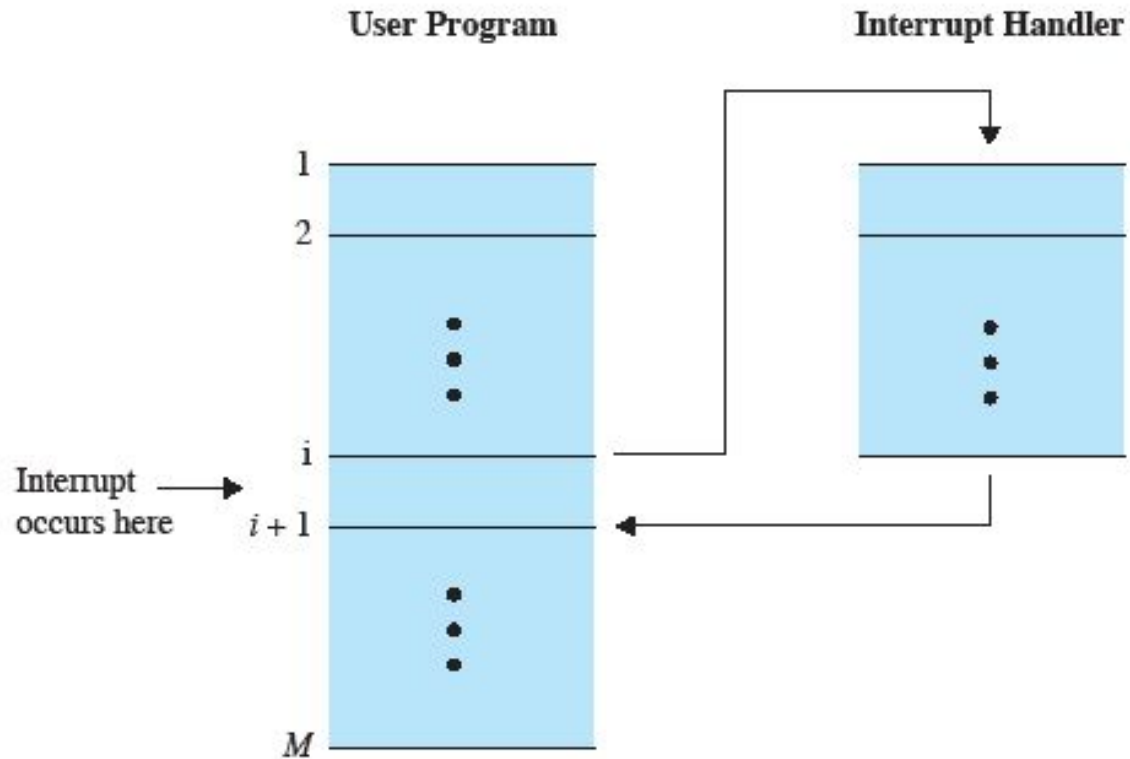 User Program
Interrupt Handler
1
2
i
Interrupt
occurs here
i + 1
M